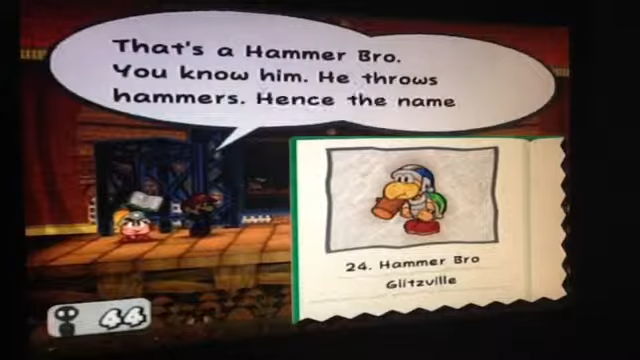 That's a Hammer Bro.
You know him. He throws
hammers. Hence the name
24. Hammer Bro
Glitzville
44